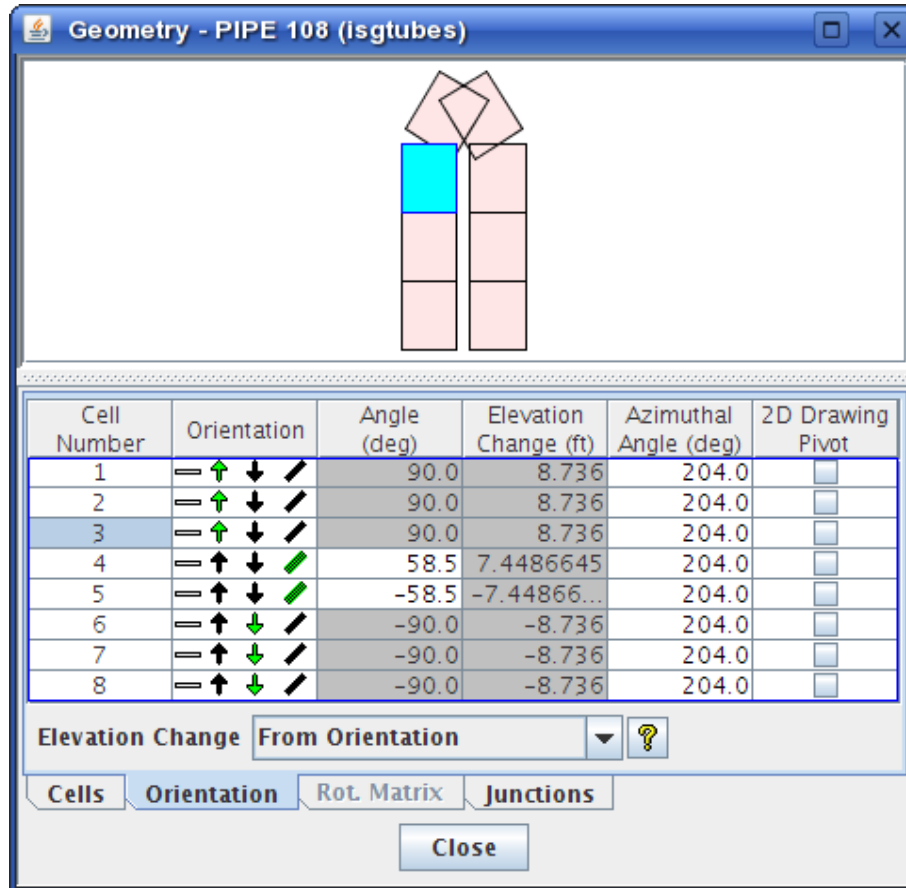 Geometry - PIPE 108 (isgtubes)
Cell Number Orientation Angle (deg) Elevation Change (ft) Azimuthal Angle (deg) 2D Drawing Pivot
1 90.0 8.736 204.0
2 90.0 8.736 204.0
3 90.0 8.736 204.0
4 58.5 7.4486645 204.0
5 -58.5 -7.44866... 204.0
6 -90.0 -8.736 204.0
7 -90.0 -8.736 204.0
8 -90.0 -8.736 204.0
Elevation Change From Orientation ?
Cells Orientation Rot. Matrix Junctions
Close